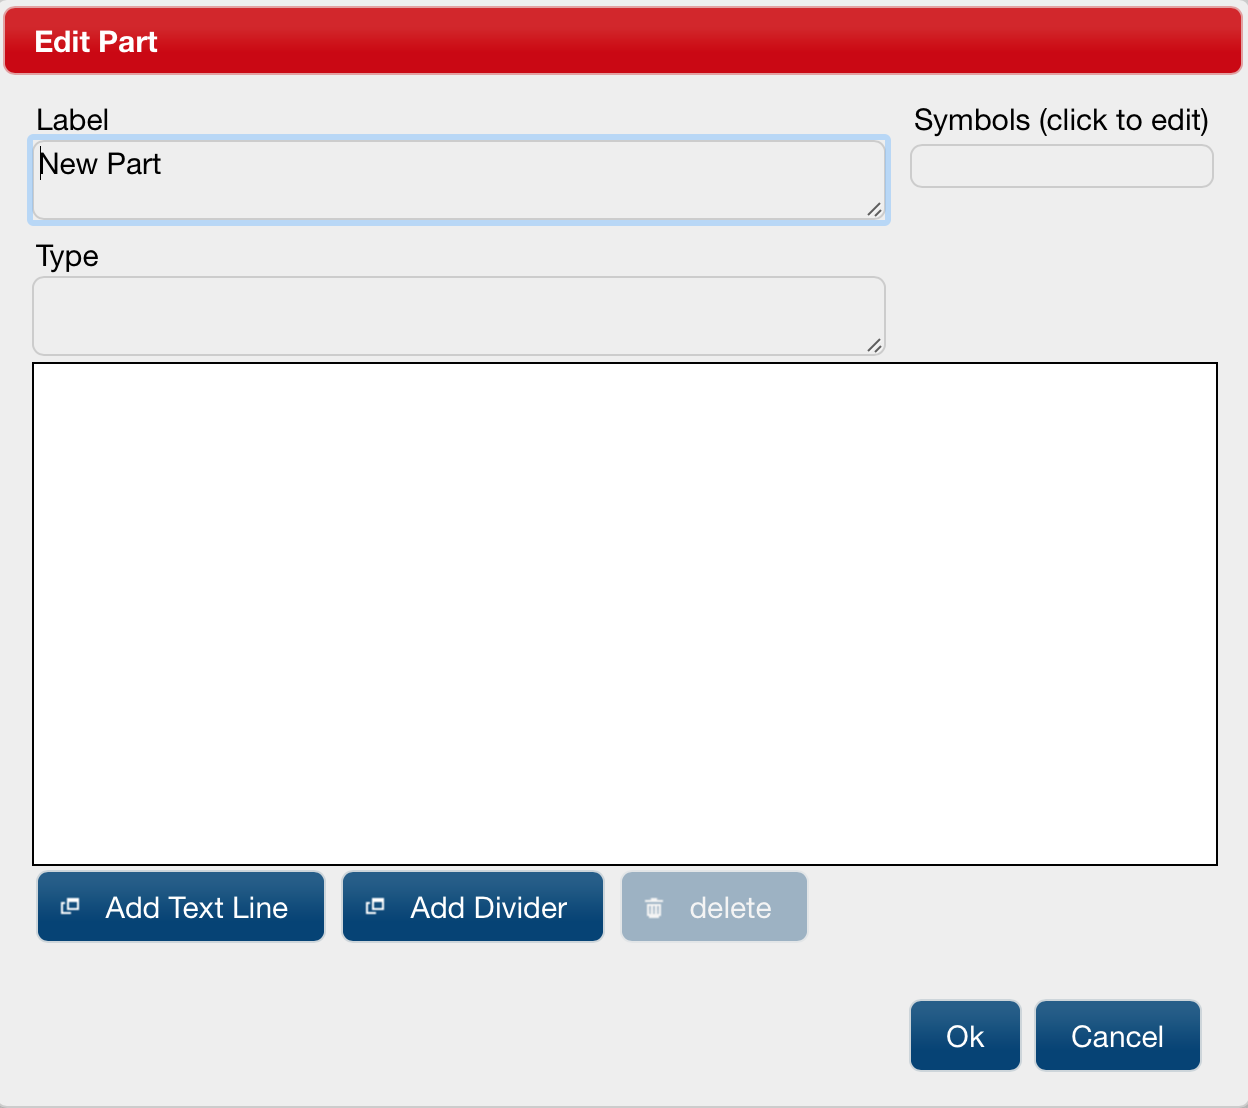 Edit Part
Label
Symbols (click to edit)
New Part
Type
Add Text Line
Add Divider
delete
Ok
Cancel